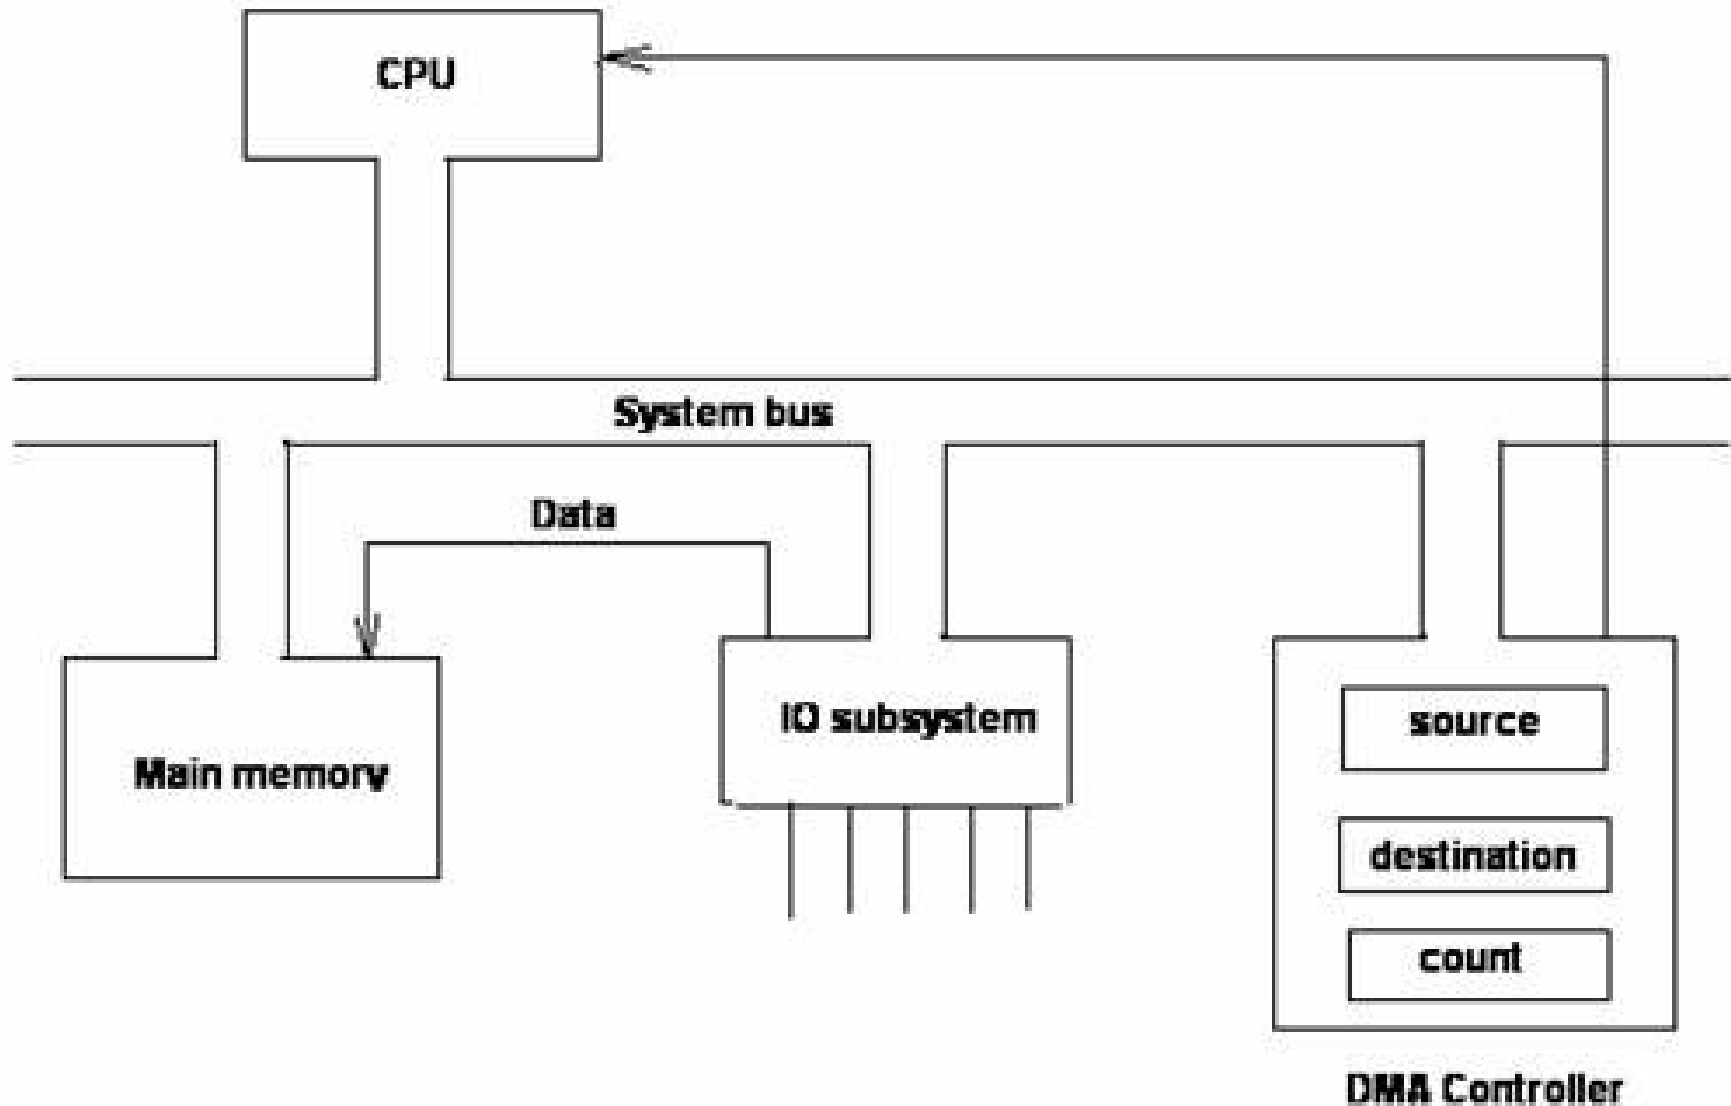 CPU
System bus
Data
IO subsystem
source
Main memory
destination
count
DMA Controller